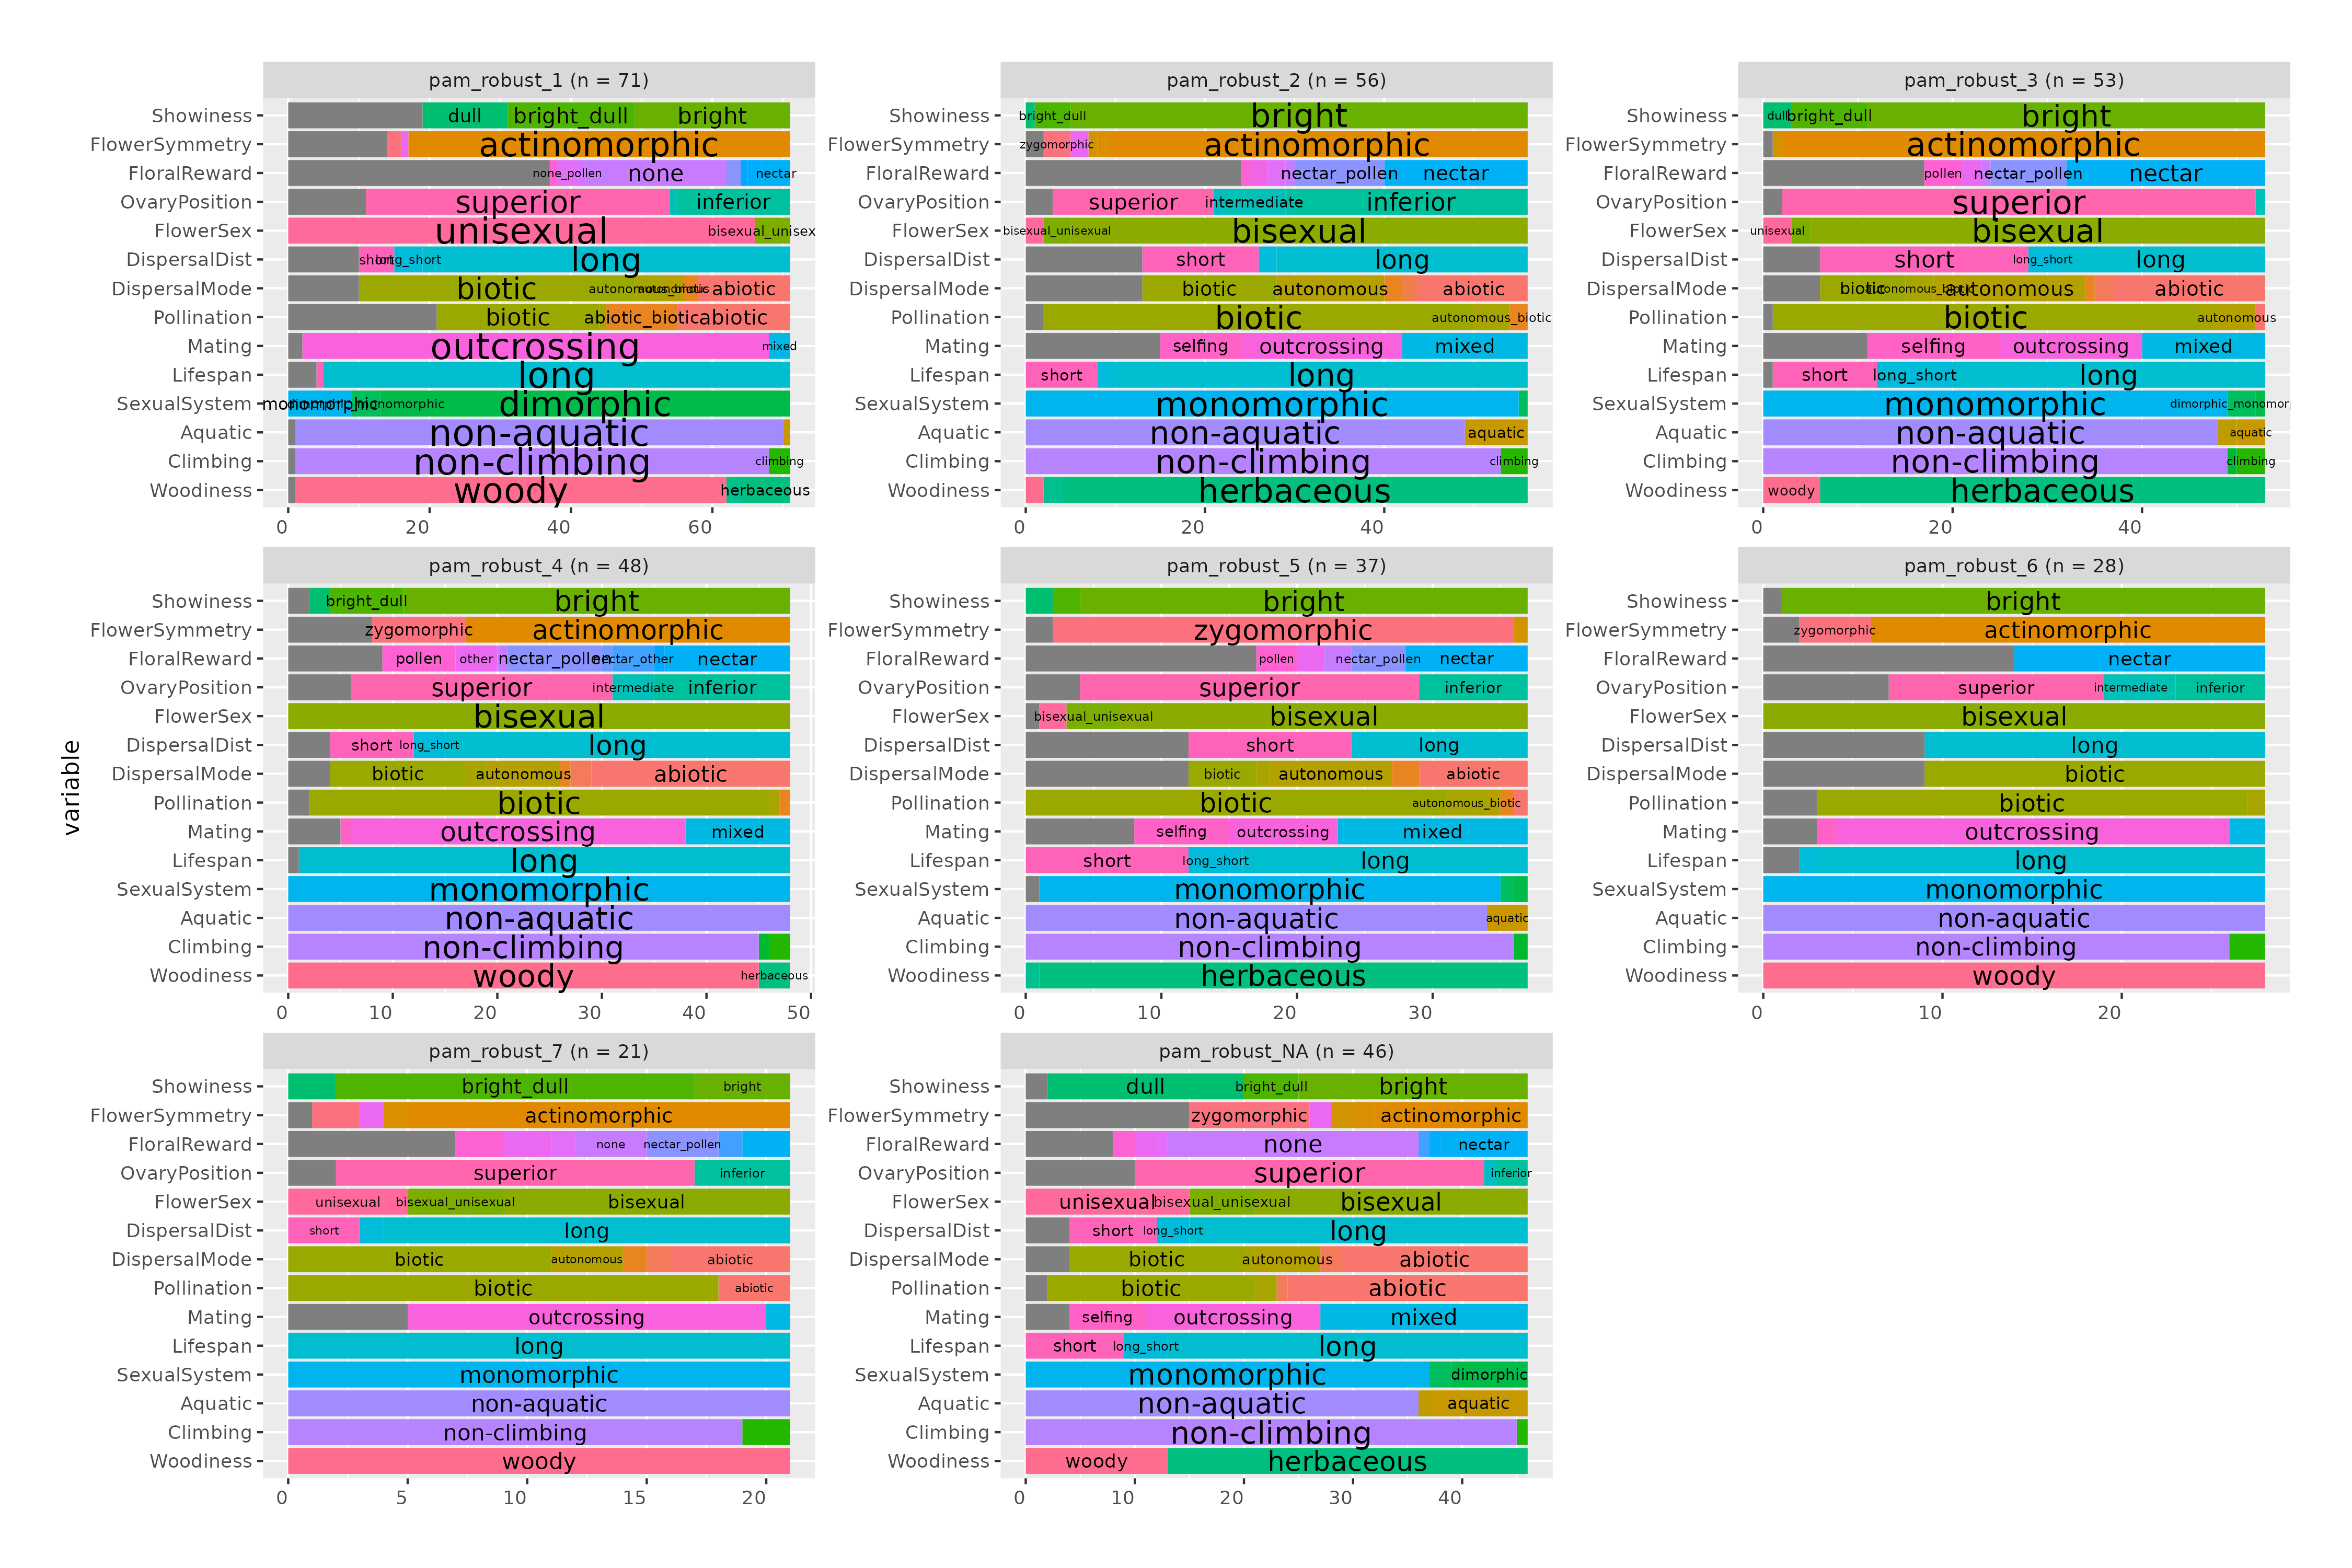 pam_robust_1 (n = 71)
Showiness dull bright_dull bright
FlowerSymmetry actinomorphic
FloralReward none_pollen none nectar
OvaryPosition superior inferior
FlowerSex unisexual bisexual_unisex
DispersalDist short long_short long
DispersalMode biotic abiotic
Pollination biotic abiotic_biotic abiotic
Mating outcrossing mixed
Lifespan long
SexualSystem monomorphic dimorphic
Aquatic non-aquatic
Climbing non-climbing climbing
Woodiness woody herbaceous
0 20 40 60
pam_robust_2 (n = 56)
Showiness bright_dull bright
FlowerSymmetry zygomorphic actinomorphic
FloralReward nectar_pollen nectar
OvaryPosition superior intermediate inferior
FlowerSex bisexual_unisexual bisexual
DispersalDist short long
DispersalMode biotic autonomous abiotic
Pollination biotic autonomous_biotic
Mating selfing outcrossing mixed
Lifespan short long
SexualSystem monomorphic
Aquatic non-aquatic aquatic
Climbing non-climbing climbing
Woodiness herbaceous
0 20 40
pam_robust_3 (n = 53)
Showiness dull bright_dull bright
FlowerSymmetry actinomorphic
FloralReward pollen nectar_pollen nectar
OvaryPosition superior
FlowerSex unisexual bisexual
DispersalDist short long_short long
DispersalMode biotic autonomous_biotic autonomous abiotic
Pollination biotic autonomous
Mating selfing outcrossing mixed
Lifespan short long_short long
SexualSystem monomorphic dimorphic_monomor
Aquatic non-aquatic aquatic
Climbing non-climbing climbing
Woodiness woody herbaceous
0 20 40
variable
pam_robust_4 (n = 48)
Showiness bright_dull bright
FlowerSymmetry zygomorphic actinomorphic
FloralReward pollen other nectar_pollen nectar_other nectar
OvaryPosition superior intermediate inferior
FlowerSex bisexual
DispersalDist short long_short long
DispersalMode biotic autonomous abiotic
Pollination biotic
Mating outcrossing mixed
Lifespan long
SexualSystem monomorphic
Aquatic non-aquatic
Climbing non-climbing
Woodiness woody herbaceous
0 10 20 30 40 50
pam_robust_5 (n = 37)
Showiness bright
FlowerSymmetry zygomorphic
FloralReward pollen nectar_pollen nectar
OvaryPosition superior inferior
FlowerSex bisexual_unisexual bisexual
DispersalDist short long
DispersalMode biotic autonomous abiotic
Pollination biotic autonomous_biotic
Mating selfing outcrossing mixed
Lifespan short long_short long
SexualSystem monomorphic
Aquatic non-aquatic aquatic
Climbing non-climbing
Woodiness herbaceous
0 10 20 30
pam_robust_6 (n = 28)
Showiness bright
FlowerSymmetry zygomorphic actinomorphic
FloralReward nectar
OvaryPosition superior intermediate inferior
FlowerSex bisexual
DispersalDist long
DispersalMode biotic
Pollination biotic
Mating outcrossing
Lifespan long
SexualSystem monomorphic
Aquatic non-aquatic
Climbing non-climbing
Woodiness woody
0 10 20
pam_robust_7 (n = 21)
Showiness bright_dull bright
FlowerSymmetry actinomorphic
FloralReward none nectar_pollen
OvaryPosition superior inferior
FlowerSex unisexual bisexual_unisexual bisexual
DispersalDist short long
DispersalMode biotic autonomous abiotic
Pollination biotic abiotic
Mating outcrossing
Lifespan long
SexualSystem monomorphic
Aquatic non-aquatic
Climbing non-climbing
Woodiness woody
0 5 10 15 20
pam_robust_NA (n = 46)
Showiness dull bright_dull bright
FlowerSymmetry zygomorphic actinomorphic
FloralReward none nectar
OvaryPosition superior inferior
FlowerSex unisexual bisexual_unisexual bisexual
DispersalDist short long_short long
DispersalMode biotic autonomous abiotic
Pollination biotic abiotic
Mating selfing outcrossing mixed
Lifespan short long_short long
SexualSystem monomorphic dimorphic
Aquatic non-aquatic aquatic
Climbing non-climbing
Woodiness woody herbaceous
0 10 20 30 40